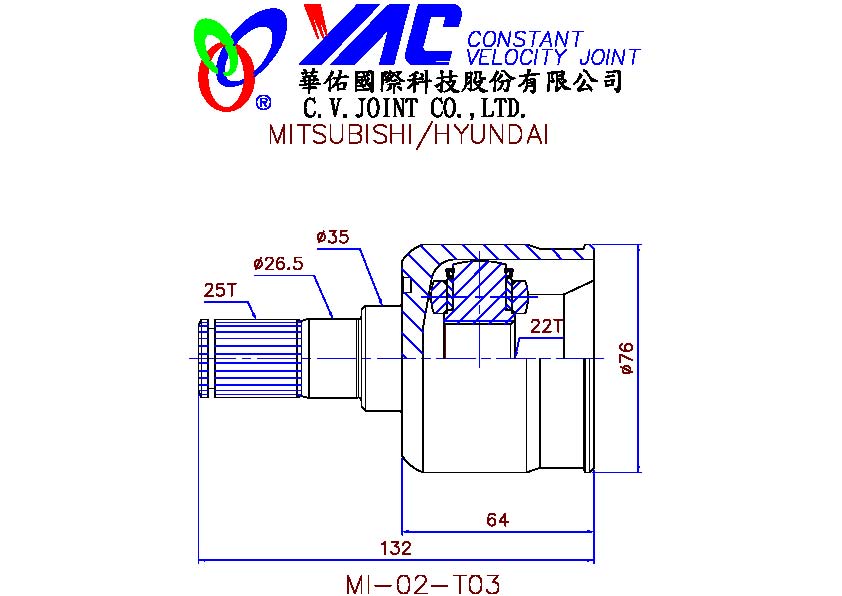 YAC CONSTANT
VELOCITY JOINT
®
華佑國際科技股份有限公司
C.V.JOINT CO.,LTD.
MITSUBISHI/HYUNDAI
ø35
ø26.5
25T
22T
ø76
64
132
MI-02-T03